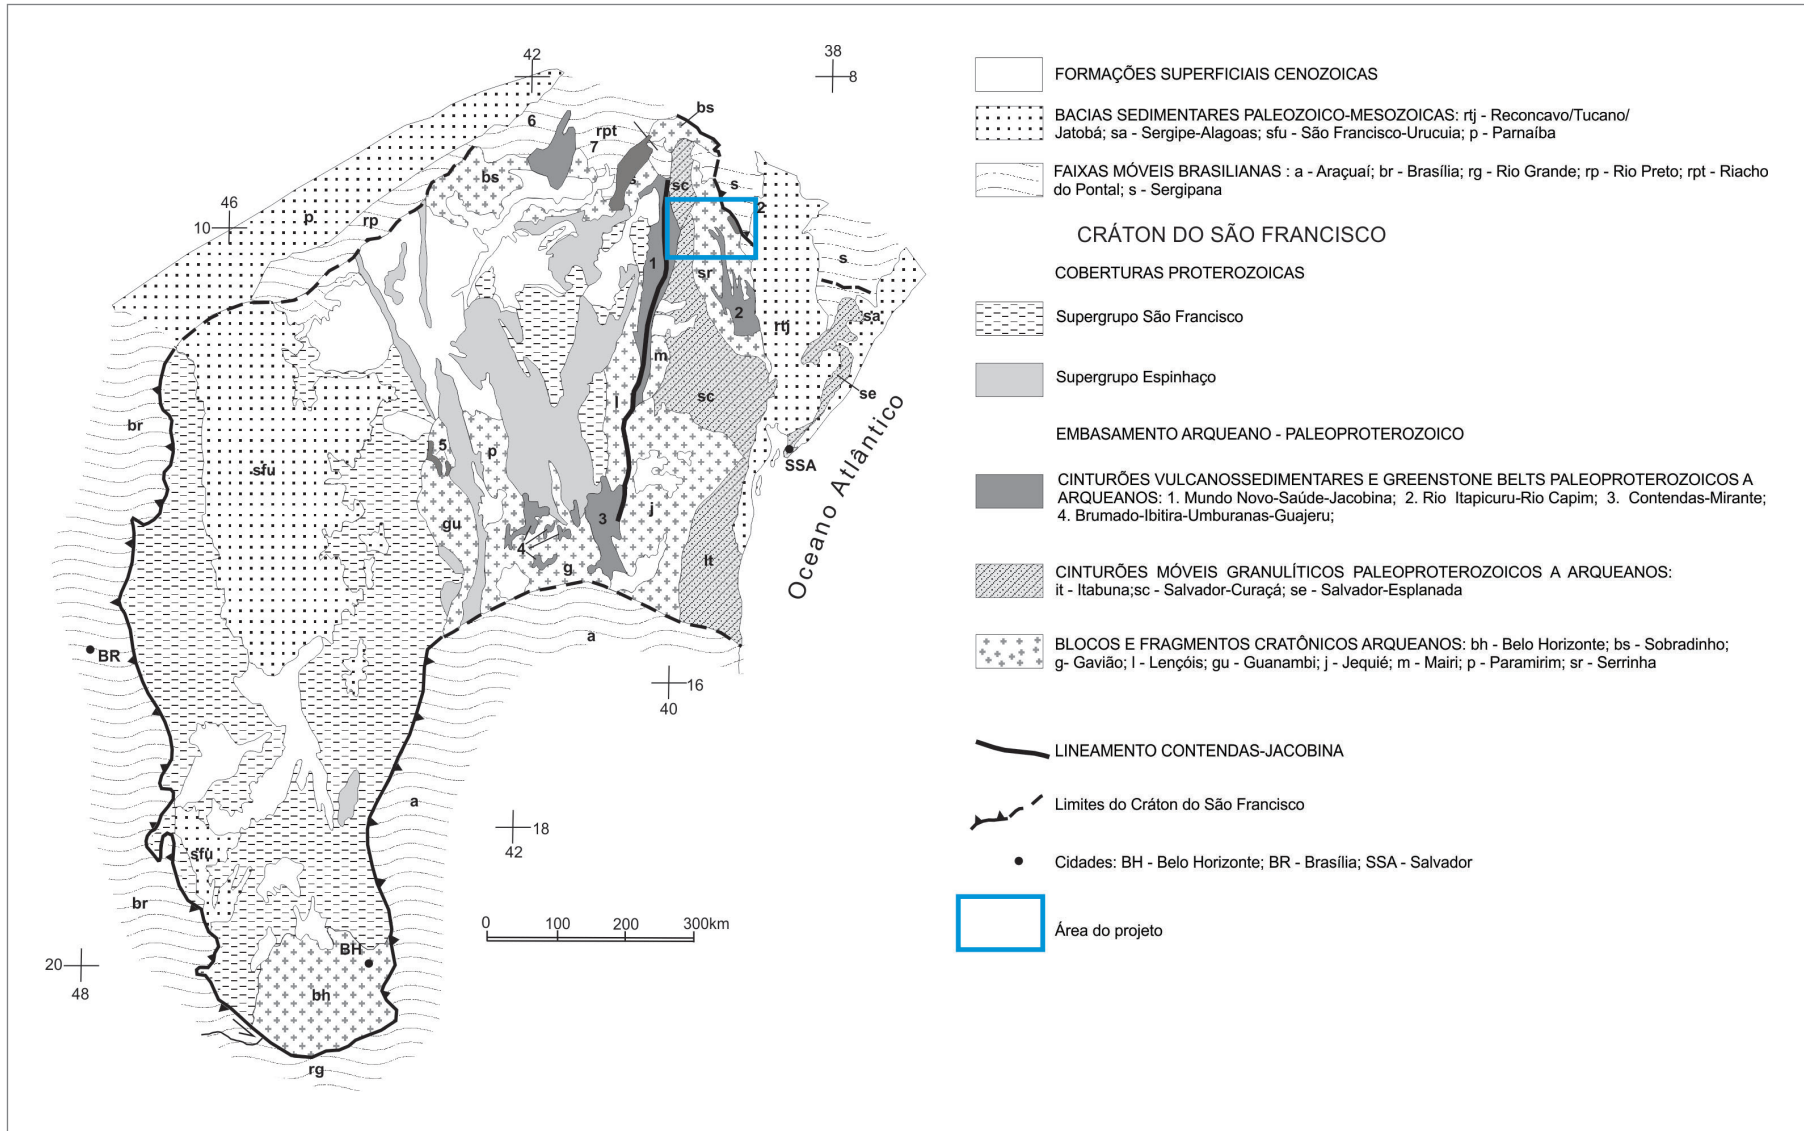 42
38
8
bs
6
rpt
7
bs
s
sc
s
46
10
p
rp
2
1
s
sr
2
rtj
sa
m
l
sc
se
br
5
p
sfu
SSA
gu
3
j
4
g
It
Oceano Atlântico
a
BR
16
40
a
18
42
sfu
br
0 100 200 300km
BH
20
48
bh
rg
FORMAÇÕES SUPERFICIAIS CENOZOICAS
BACIAS SEDIMENTARES PALEOZOICO-MESOZOICAS: rtj - Reconcavo/Tucano/
Jatobá; sa - Sergipe-Alagoas; sfu - São Francisco-Urucuia; p - Parnaíba
FAIXAS MÓVEIS BRASILIANAS : a - Araçuaí; br - Brasília; rg - Rio Grande; rp - Rio Preto; rpt - Riacho
do Pontal; s - Sergipana
CRÁTON DO SÃO FRANCISCO
COBERTURAS PROTEROZOICAS
Supergrupo São Francisco
Supergrupo Espinhaço
EMBASAMENTO ARQUEANO - PALEOPROTEROZOICO
CINTURÕES VULCANOSSEDIMENTARES E GREENSTONE BELTS PALEOPROTEROZOICOS A
ARQUEANOS: 1. Mundo Novo-Saúde-Jacobina; 2. Rio Itapicuru-Rio Capim; 3. Contendas-Mirante;
4. Brumado-Ibitira-Umburanas-Guajeru;
CINTURÕES MÓVEIS GRANULÍTICOS PALEOPROTEROZOICOS A ARQUEANOS:
it - Itabuna;sc - Salvador-Curaçá; se - Salvador-Esplanada
BLOCOS E FRAGMENTOS CRATÔNICOS ARQUEANOS: bh - Belo Horizonte; bs - Sobradinho;
g- Gavião; l - Lençóis; gu - Guanambi; j - Jequié; m - Mairi; p - Paramirim; sr - Serrinha
LINEAMENTO CONTENDAS-JACOBINA
Limites do Cráton do São Francisco
Cidades: BH - Belo Horizonte; BR - Brasília; SSA - Salvador
Área do projeto